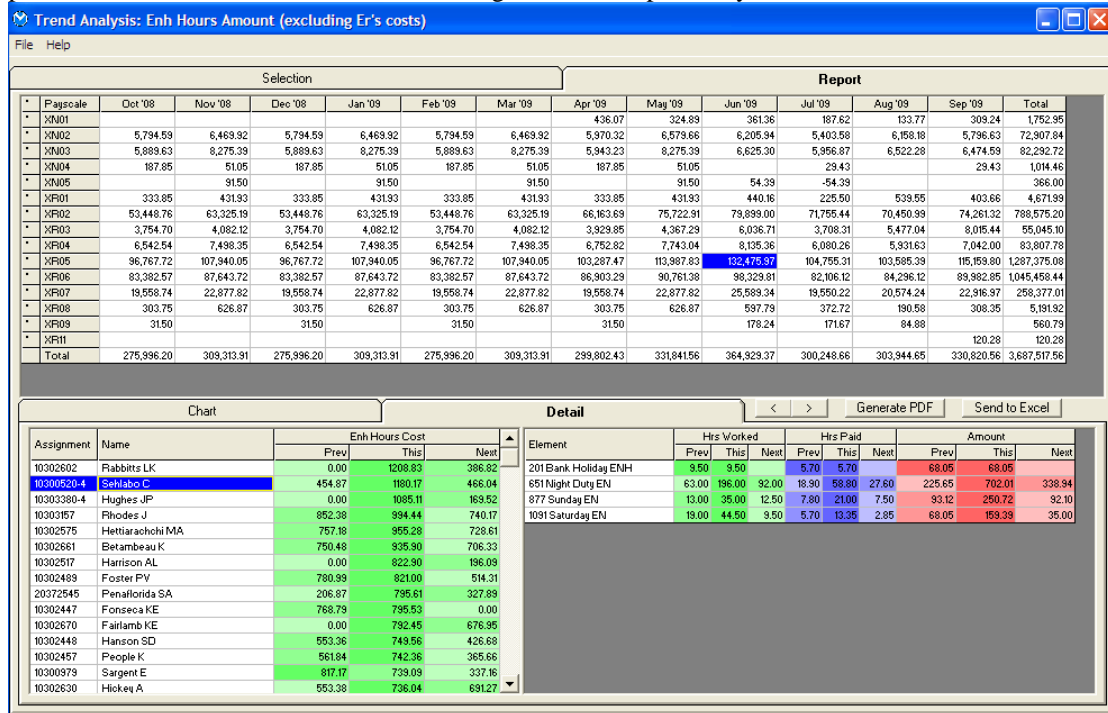 Trend Analysis: Enh Hours Amount (excluding Er's costs)
File Help
Selection Report
* Payscale Oct '08 Nov '08 Dec '08 Jan '09 Feb '09 Mar '09 Apr '09 May '09 Jun '09 Jul '09 Aug '09 Sep '09 Total
* XN01 436.07 324.89 361.36 187.62 133.77 309.24 1,752.95
* XN02 5,794.59 6,469.92 5,794.59 6,469.92 5,794.59 6,469.92 5,970.32 6,579.66 6,205.94 5,403.58 6,158.18 5,796.63 72,907.84
* XN03 5,889.63 8,275.39 5,889.63 8,275.39 5,889.63 8,275.39 5,943.23 8,275.39 6,625.30 5,956.87 6,522.28 6,474.59 82,292.72
* XN04 187.85 51.05 187.85 51.05 187.85 51.05 187.85 51.05 29.43 29.43 1,014.46
* XN05 91.50 91.50 91.50 91.50 54.39 -54.39 366.00
* XR01 333.85 431.93 333.85 431.93 333.85 431.93 333.85 431.93 440.16 225.50 539.55 403.66 4,671.99
* XR02 53,448.76 63,325.19 53,448.76 63,325.19 53,448.76 63,325.19 66,163.69 75,722.91 79,899.00 71,755.44 70,450.99 74,261.32 788,575.20
* XR03 3,754.70 4,082.12 3,754.70 4,082.12 3,754.70 4,082.12 3,929.85 4,367.29 6,036.71 3,708.31 5,477.04 8,015.44 55,045.10
* XR04 6,542.54 7,498.35 6,542.54 7,498.35 6,542.54 7,498.35 6,752.82 7,743.04 8,135.36 6,080.26 5,931.63 7,042.00 83,807.78
* XR05 96,767.72 107,940.05 96,767.72 107,940.05 96,767.72 107,940.05 103,287.47 113,987.83 132,475.97 104,755.31 103,585.39 115,159.80 1,287,375.08
* XR06 83,382.57 87,643.72 83,382.57 87,643.72 83,382.57 87,643.72 86,903.29 90,761.38 98,329.81 82,106.12 84,296.12 89,982.85 1,045,458.44
* XR07 19,558.74 22,877.82 19,558.74 22,877.82 19,558.74 22,877.82 19,558.74 22,877.82 25,589.34 19,550.22 20,574.24 22,916.97 258,377.01
* XR08 303.75 626.87 303.75 626.87 303.75 626.87 303.75 626.87 597.79 372.72 190.58 308.35 5,191.92
* XR09 31.50 31.50 31.50 31.50 178.24 171.67 84.88 560.79
* XR11 120.28 120.28
Total 275,996.20 309,313.91 275,996.20 309,313.91 275,996.20 309,313.91 299,802.43 331,841.56 364,929.37 300,248.66 303,944.65 330,820.56 3,687,517.56
Chart Detail < > Generate PDF Send to Excel
Assignment Name Enh Hours Cost
Prev This Next
10302602 Rabbitts LK 0.00 1208.83 386.82
10300520-4 Sehlabo C 454.87 1180.17 466.04
10303380-4 Hughes JP 0.00 1085.11 169.52
10303157 Rhodes J 852.38 994.44 740.17
10302575 Hettiarachchi MA 757.18 955.28 728.61
10302661 Betambeau K 750.48 935.90 706.33
10302517 Harrison AL 0.00 822.90 196.09
10302489 Foster PV 780.99 821.00 514.31
20372545 Penaflorida SA 206.87 795.61 327.89
10302447 Fonseca KE 768.79 795.53 0.00
10302670 Fairlamb KE 0.00 792.45 676.95
10302448 Hanson SD 553.36 749.56 426.68
10302457 People K 561.84 742.36 365.66
10300979 Sargent E 817.17 739.09 337.16
10302630 Hickey A 553.38 736.04 691.27
Element Hrs Worked Hrs Paid Amount
Prev This Next Prev This Next Prev This Next
201 Bank Holiday ENH 9.50 9.50 5.70 5.70 68.05 68.05
651 Night Duty EN 63.00 196.00 92.00 18.90 58.80 27.60 225.65 702.01 338.94
877 Sunday EN 13.00 35.00 12.50 7.80 21.00 7.50 93.12 250.72 92.10
1091 Saturday EN 19.00 44.50 9.50 5.70 13.35 2.85 68.05 159.39 35.00